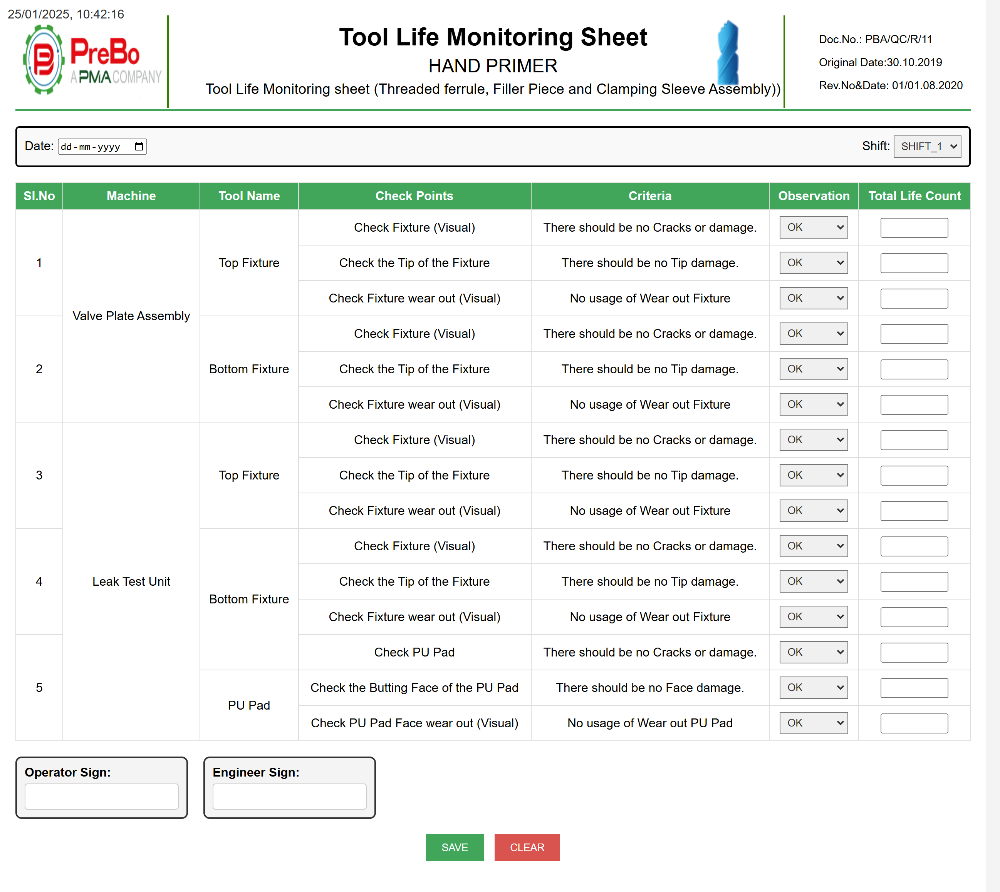 25/01/2025, 10:42:16
PreBo
A PMA COMPANY
Tool Life Monitoring Sheet
HAND PRIMER
Tool Life Monitoring sheet (Threaded ferrule, Filler Piece and Clamping Sleeve Assembly))
Doc.No.: PBA/QC/R/11
Original Date:30.10.2019
Rev.No&Date: 01/01.08.2020
Date: dd-mm-yyyy
Shift: SHIFT_1
Sl.No Machine Tool Name Check Points Criteria Observation Total Life Count
1 Valve Plate Assembly Top Fixture Check Fixture (Visual) There should be no Cracks or damage. OK
Check the Tip of the Fixture There should be no Tip damage. OK
Check Fixture wear out (Visual) No usage of Wear out Fixture OK
2 Bottom Fixture Check Fixture (Visual) There should be no Cracks or damage. OK
Check the Tip of the Fixture There should be no Tip damage. OK
Check Fixture wear out (Visual) No usage of Wear out Fixture OK
3 Leak Test Unit Top Fixture Check Fixture (Visual) There should be no Cracks or damage. OK
Check the Tip of the Fixture There should be no Tip damage. OK
Check Fixture wear out (Visual) No usage of Wear out Fixture OK
4 Bottom Fixture Check Fixture (Visual) There should be no Cracks or damage. OK
Check the Tip of the Fixture There should be no Tip damage. OK
Check Fixture wear out (Visual) No usage of Wear out Fixture OK
5 Check PU Pad There should be no Cracks or damage. OK
PU Pad Check the Butting Face of the PU Pad There should be no Face damage. OK
Check PU Pad Face wear out (Visual) No usage of Wear out PU Pad OK
Operator Sign:
Engineer Sign:
SAVE
CLEAR